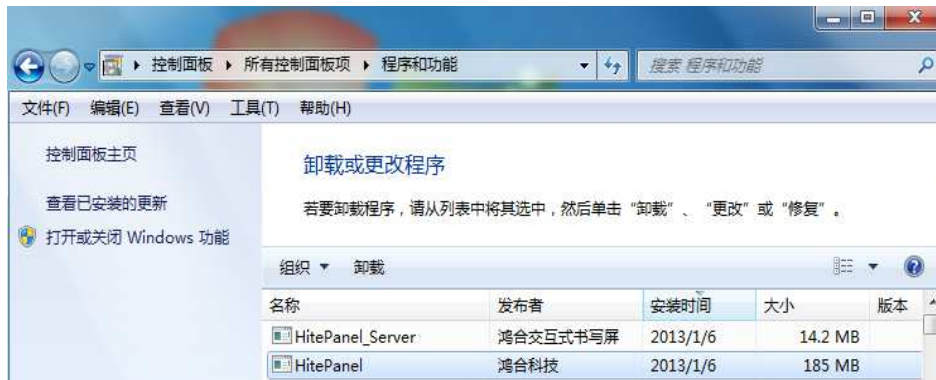 控制面板 ▸ 所有控制面板项 ▸ 程序和功能
搜索 程序和功能
文件(F) 编辑(E) 查看(V) 工具(T) 帮助(H)
控制面板主页
查看已安装的更新
打开或关闭 Windows 功能
卸载或更改程序
若要卸载程序，请从列表中将其选中，然后单击“卸载”、“更改”或“修复”。
组织 卸载
名称 发布者 安装时间 大小 版本
HitePanel_Server 鸿合交互式书写屏 2013/1/6 14.2 MB
HitePanel 鸿合科技 2013/1/6 185 MB